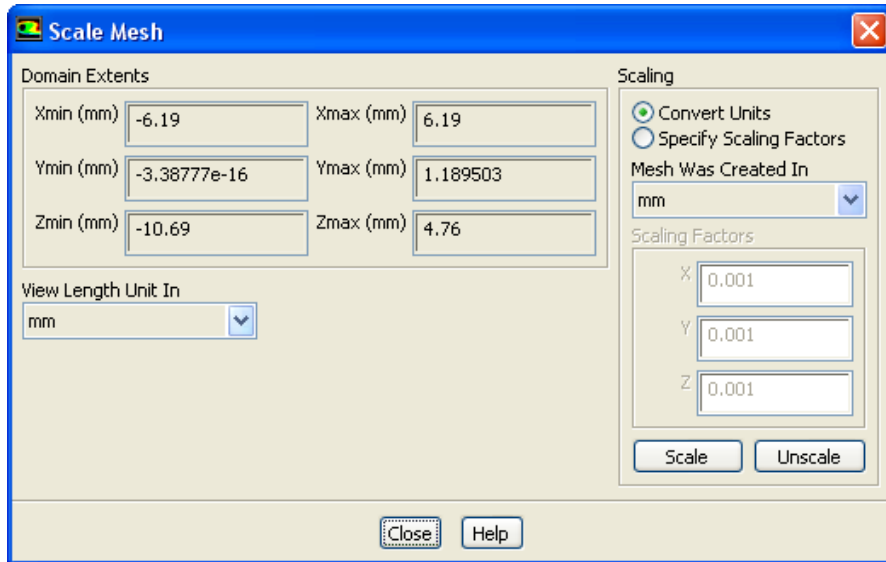 Scale Mesh
Domain Extents
Xmin (mm) -6.19 Xmax (mm) 6.19
Ymin (mm) -3.38777e-16 Ymax (mm) 1.189503
Zmin (mm) -10.69 Zmax (mm) 4.76
View Length Unit In
mm
Scaling
Convert Units
Specify Scaling Factors
Mesh Was Created In
mm
Scaling Factors
X 0.001
Y 0.001
Z 0.001
Scale Unscale
Close Help